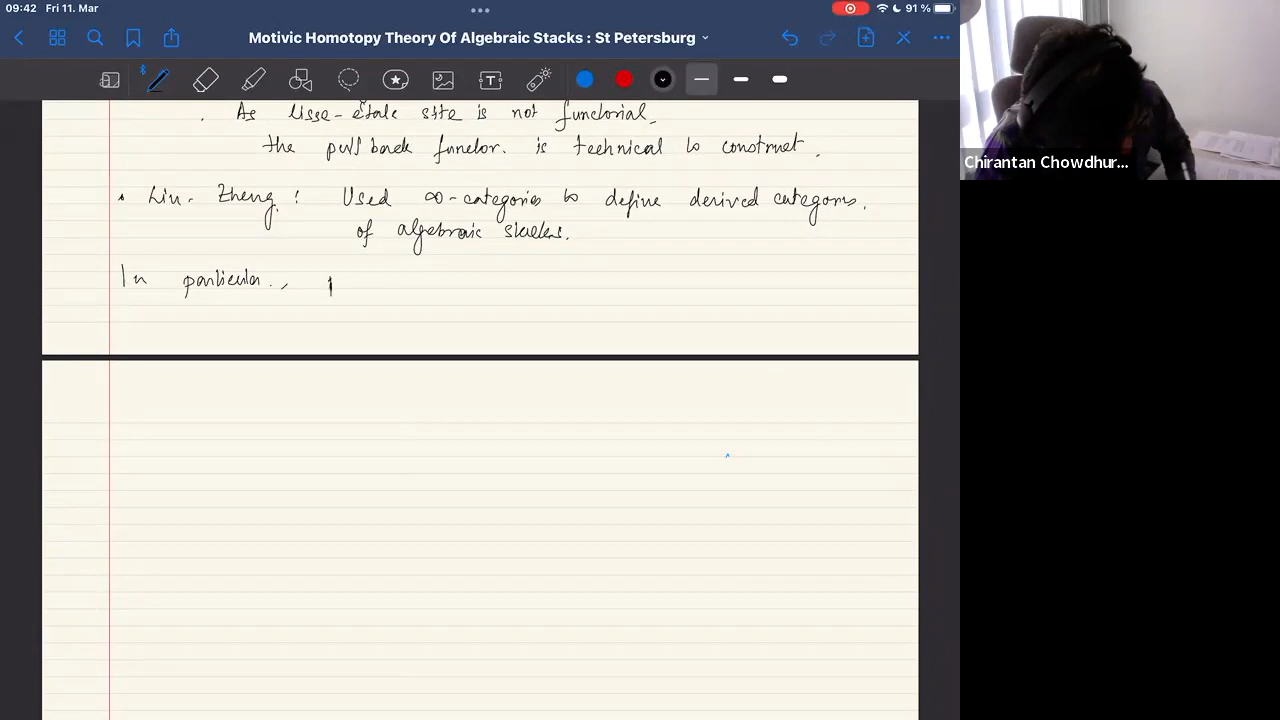 09:42 Fri 11. Mar
91 %
Motivic Homotopy Theory Of Algebraic Stacks : St Petersburg
. As lisse-étale site is not functorial.
the pull back functor. is technical to construct.
Liu - Zheng : Used ∞-categories to define derived categories.
of algebraic stacks.
In particular.,
Chirantan Chowdhur...